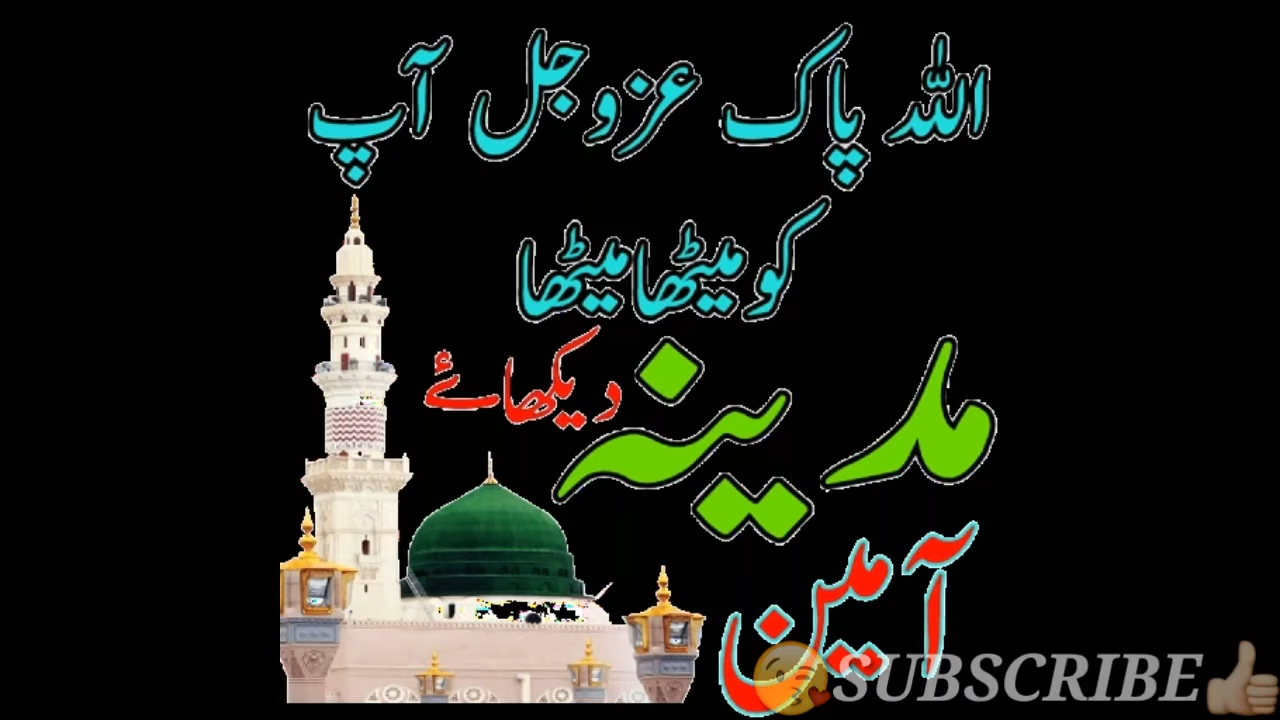 اللہ پاک عزوجل آپ
کو میٹھا میٹھا
مدینہ دیکھائے
آمین
SUBSCRIBE